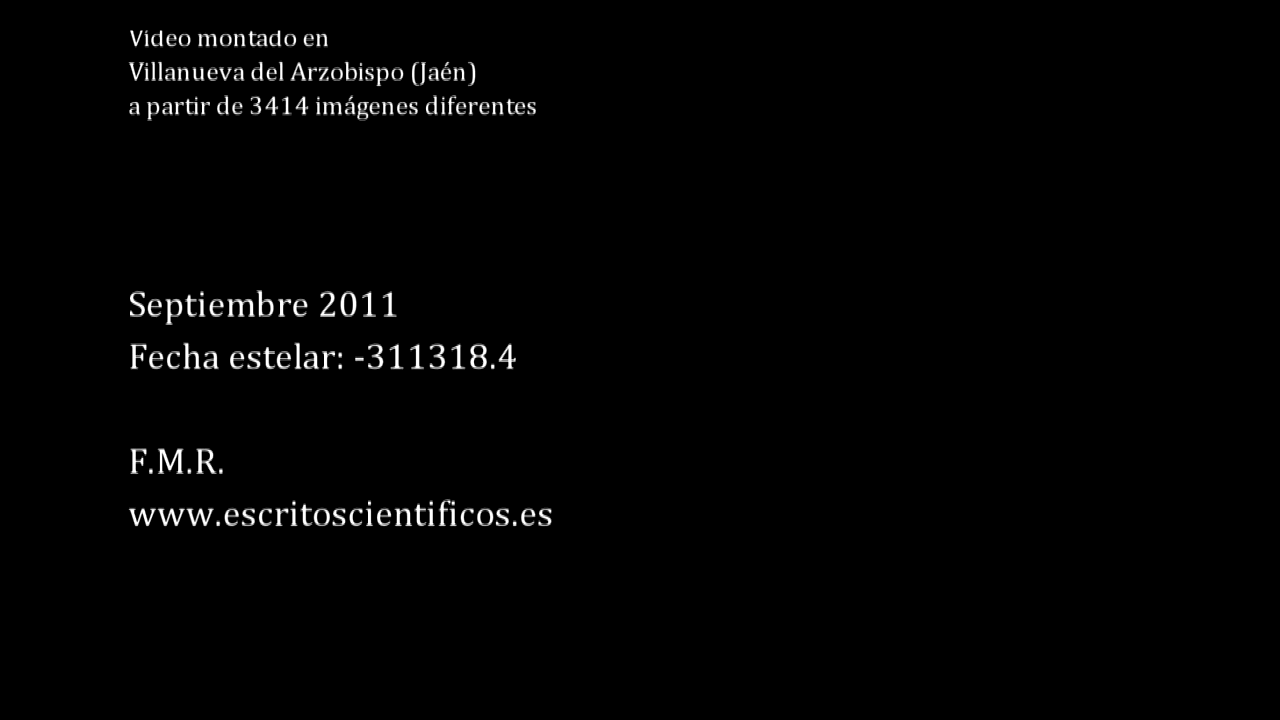 Vídeo montado en
Villanueva del Arzobispo (Jaén)
a partir de 3414 imágenes diferentes
Septiembre 2011
Fecha estelar: -311318.4
F.M.R.
www.escritoscientificos.es